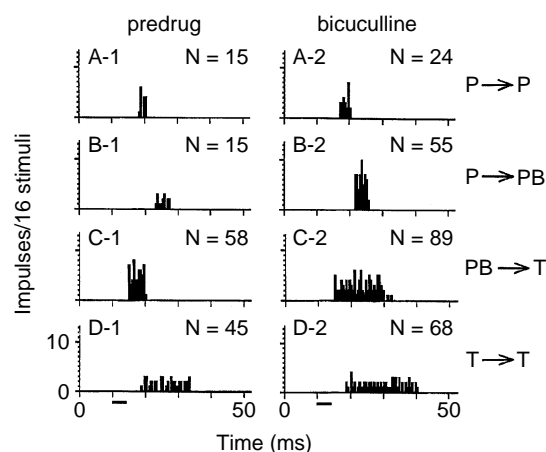 predrug bicuculline
A-1 N = 15 A-2 N = 24 P → P
B-1 N = 15 B-2 N = 55 P → PB
C-1 N = 58 C-2 N = 89 PB → T
D-1 N = 45 D-2 N = 68 T → T
Impulses/16 stimuli
10
0
0 50 0 50
Time (ms)